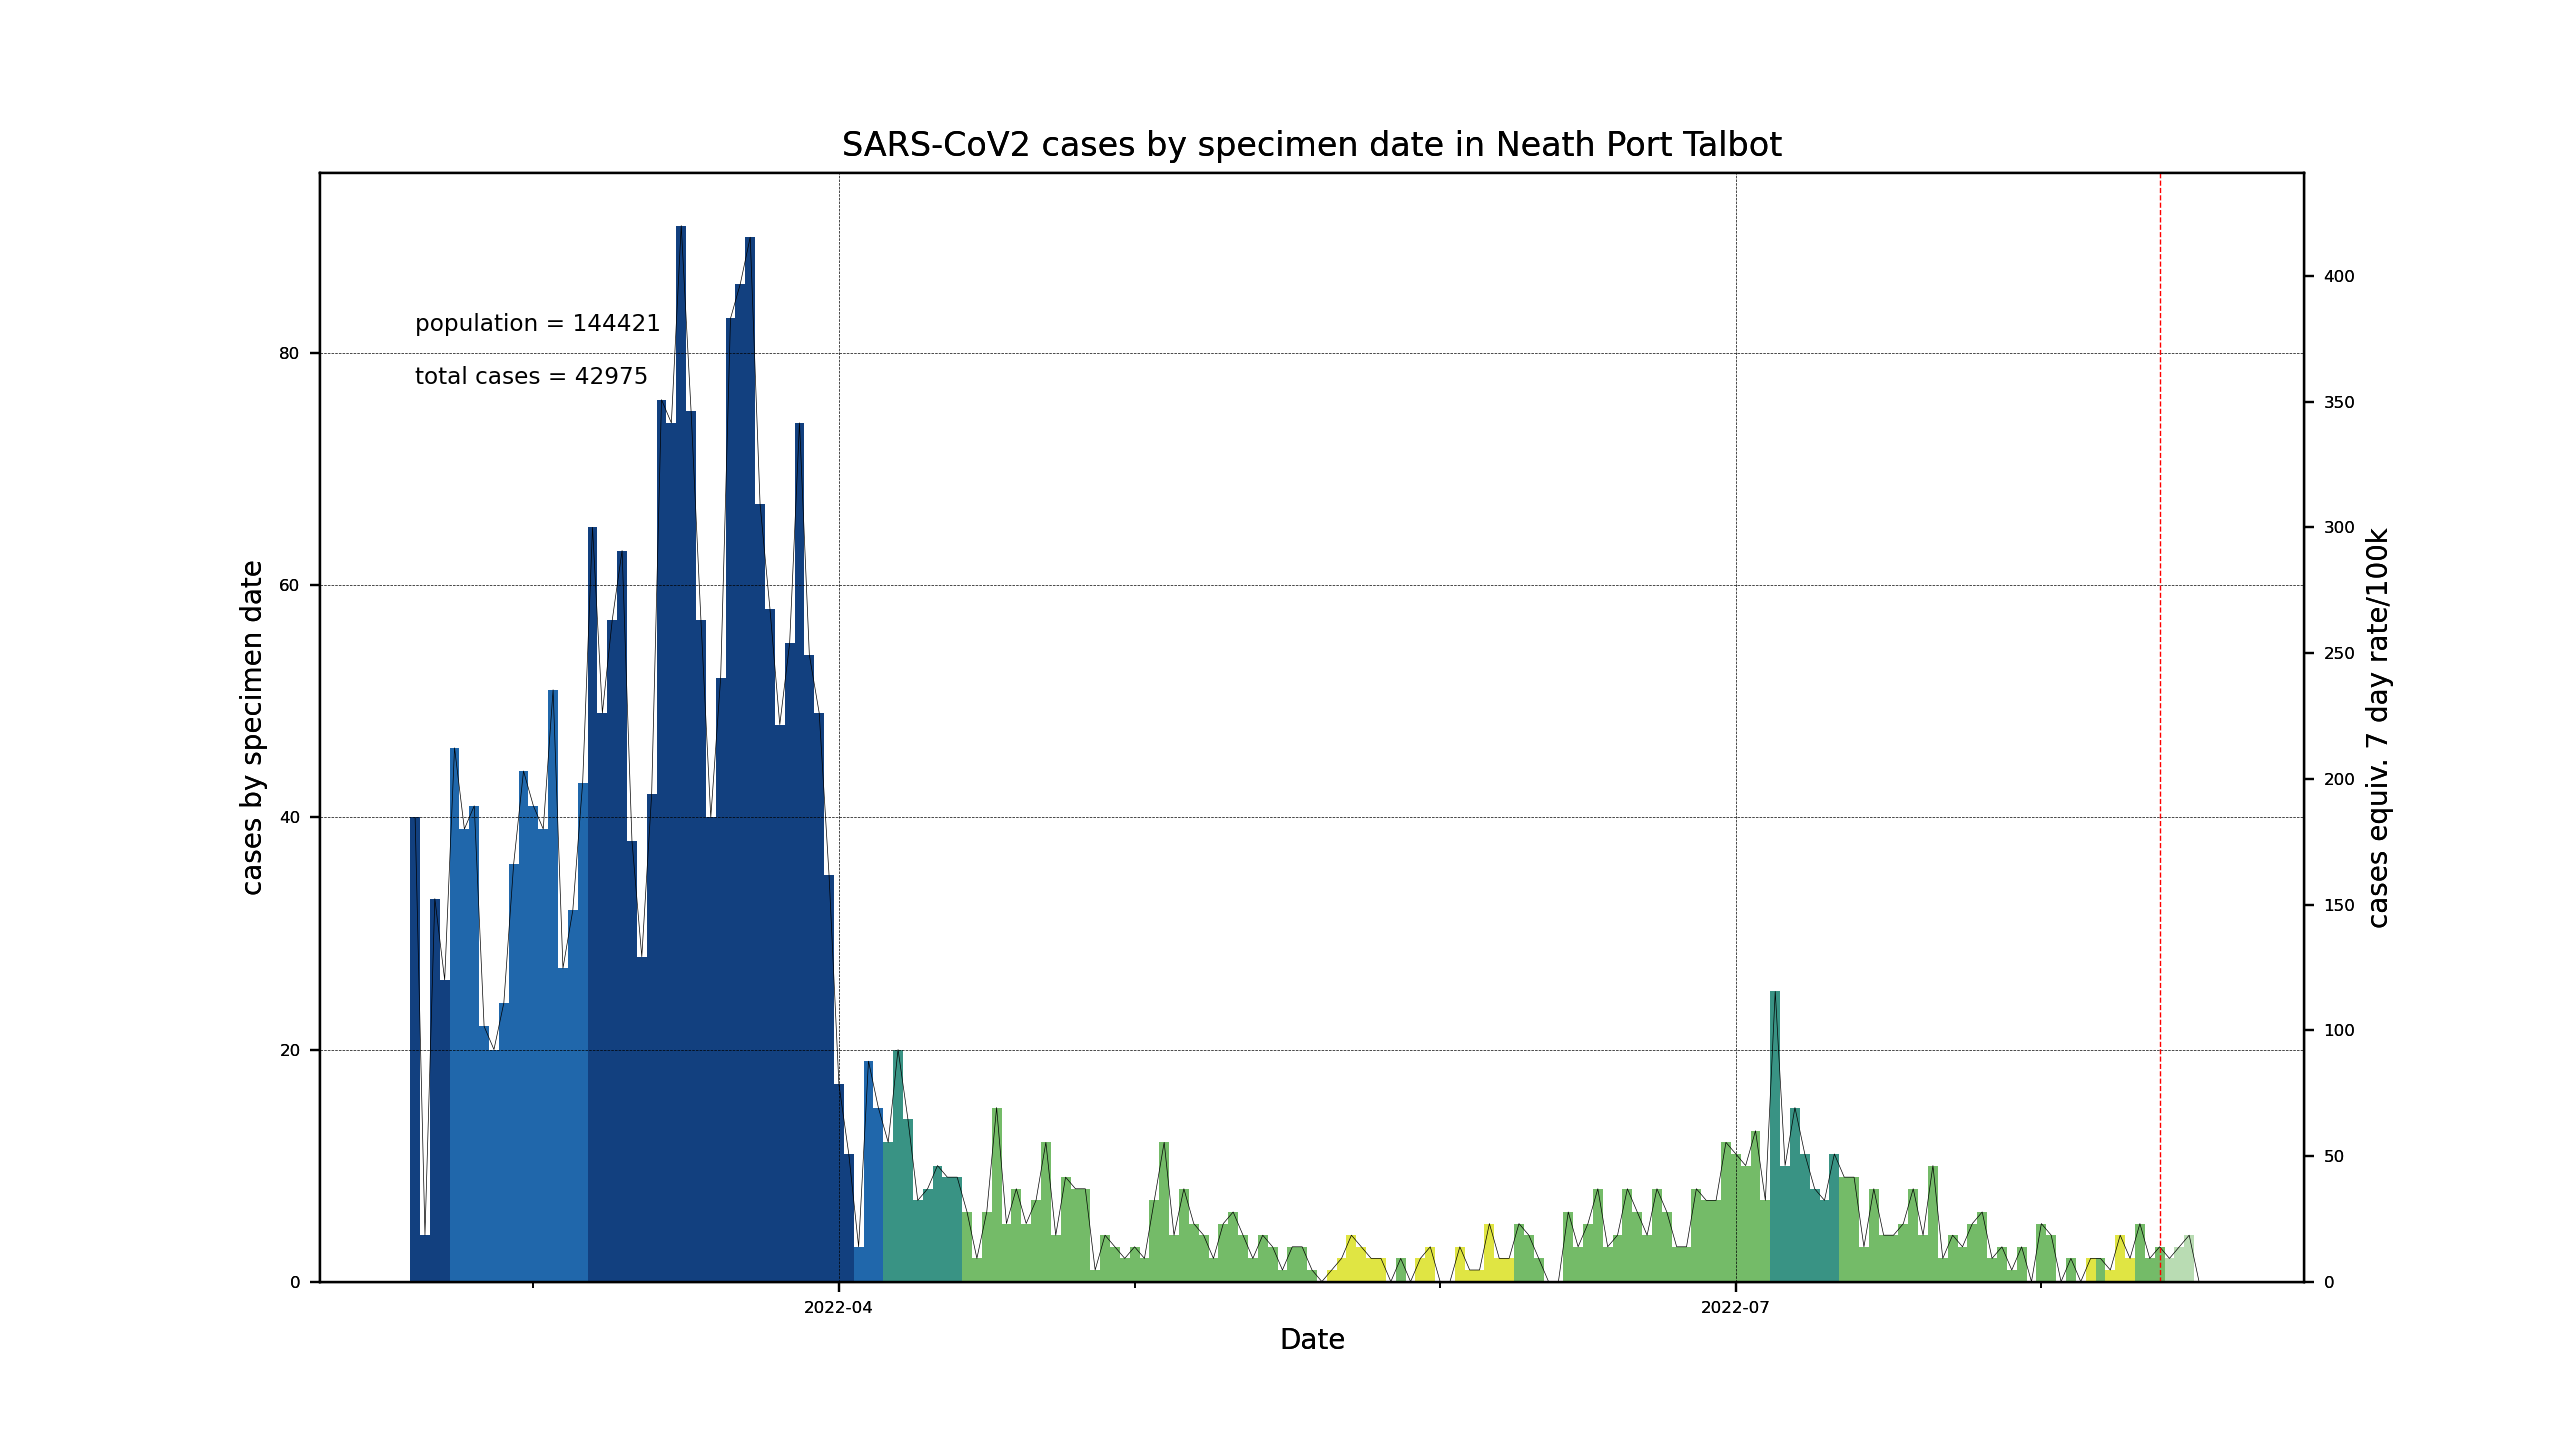 SARS-CoV2 cases by specimen date in Neath Port Talbot
population = 144421
total cases = 42975
cases by specimen date
80
60
40
20
0
400
350
300
250
200
150
100
50
0
cases equiv. 7 day rate/100k
2022-04
2022-07
Date